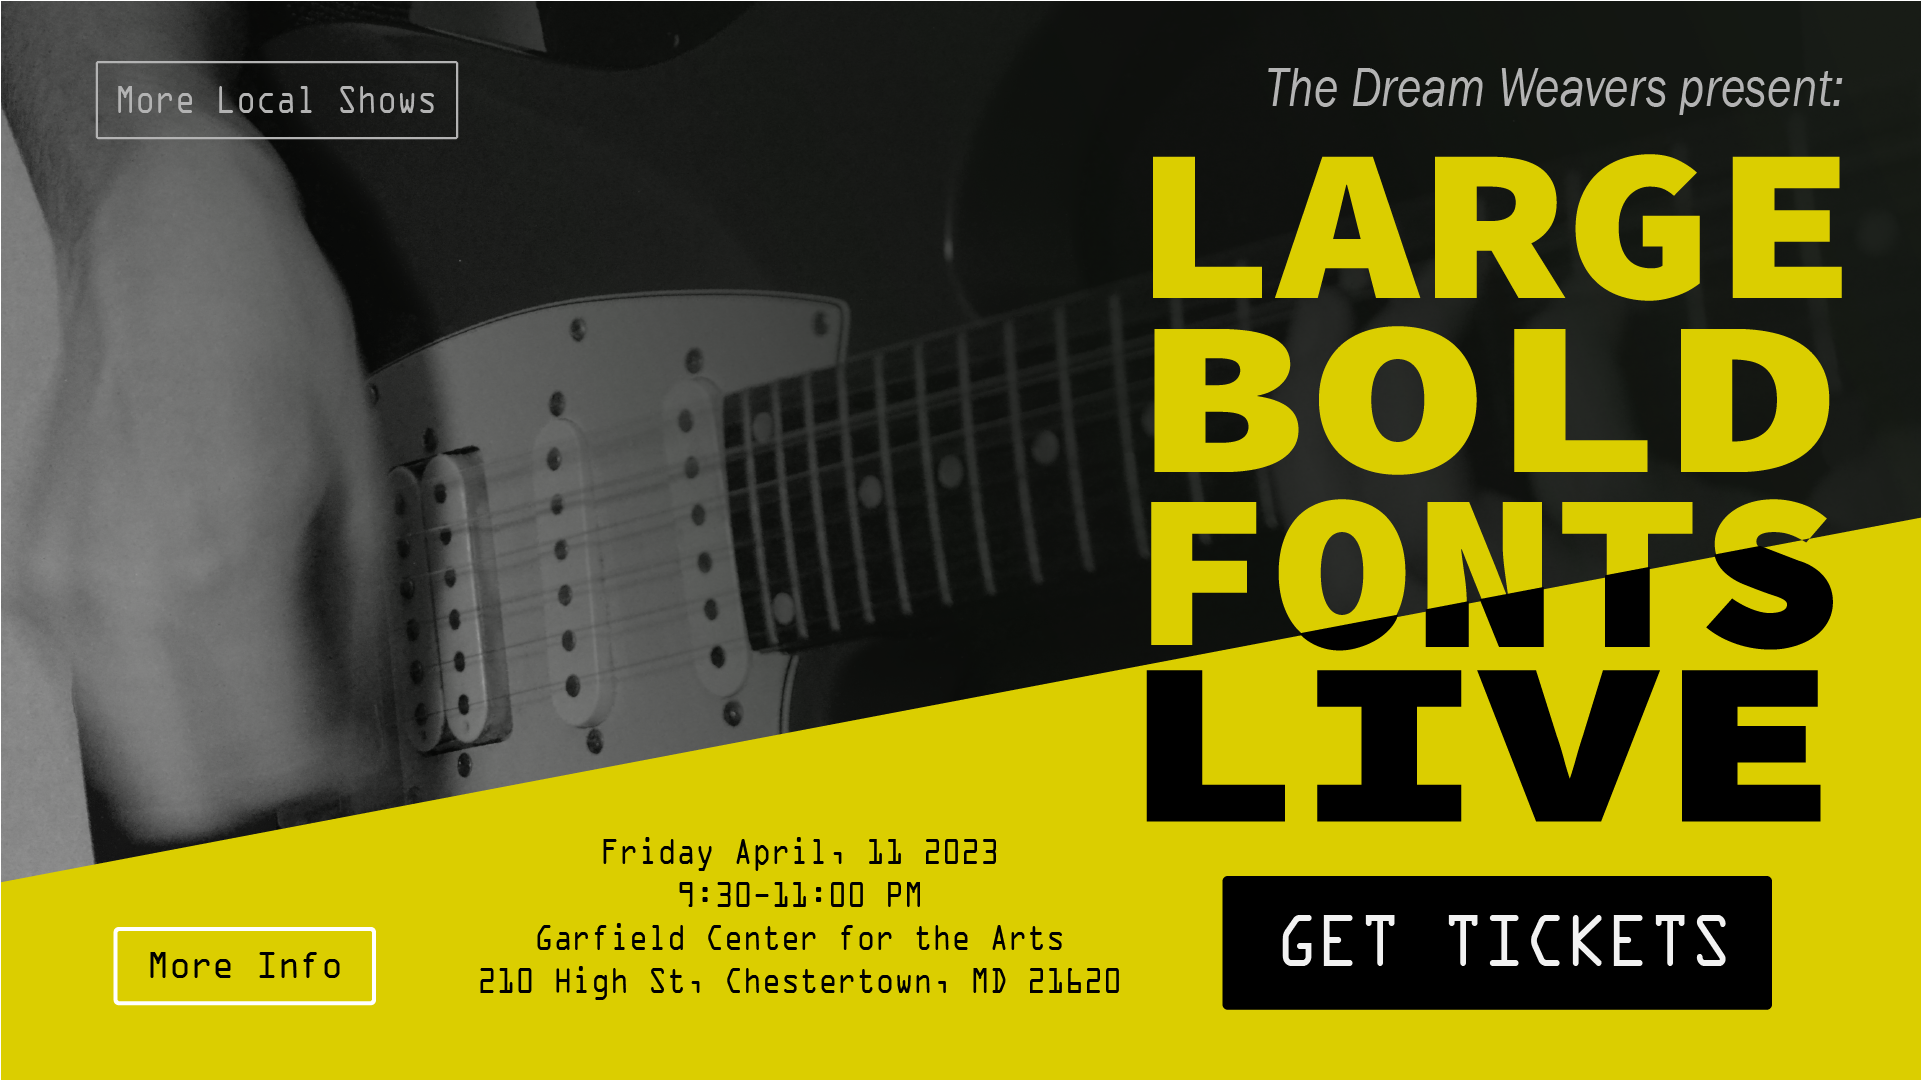 More Local Shows
The Dream Weavers present:
LARGE
BOLD
FONTS
LIVE
Friday April, 11 2023
9:30-11:00 PM
Garfield Center for the Arts
210 High St, Chestertown, MD 21620
More Info
GET TICKETS